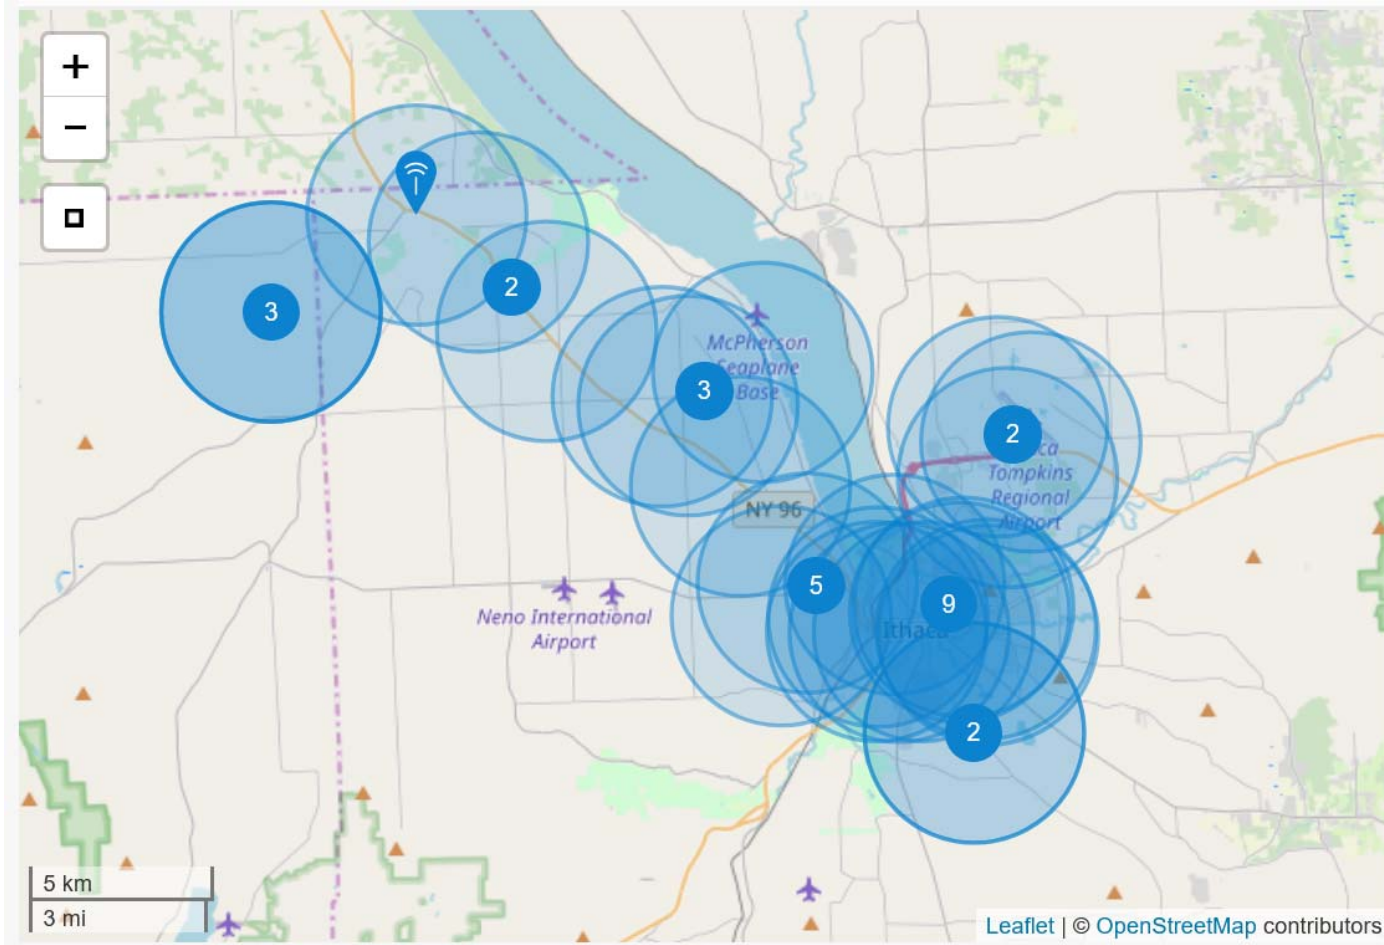 +
−
3
2
McPherson
Seaplane
Base
3
2
ca
Tompkins
Regional
Airport
NY 96
5
9
Ithaca
Neno International
Airport
2
5 km
3 mi
Leaflet | © OpenStreetMap contributors